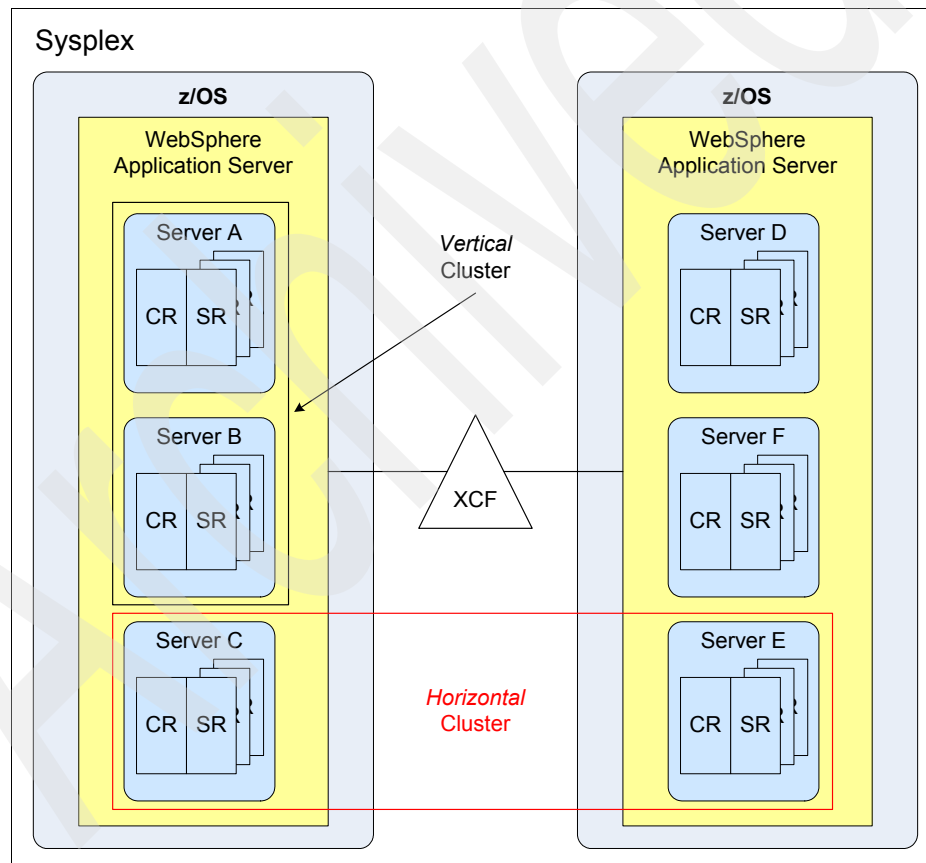 Sysplex
z/OS
WebSphere
Application Server
Server A
CR SR R R
Server B
CR SR R R
Server C
CR SR R R
Vertical
Cluster
XCF
Horizontal
Cluster
z/OS
WebSphere
Application Server
Server D
CR SR R R
Server F
CR SR R R
Server E
CR SR R R
Archived